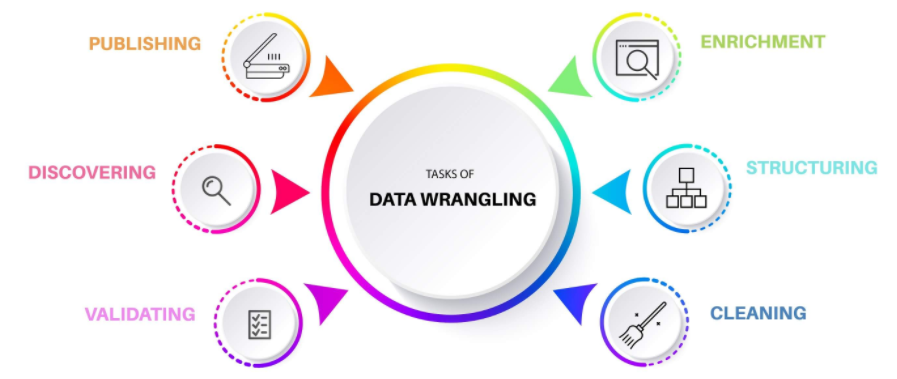 PUBLISHING
ENRICHMENT
DISCOVERING
STRUCTURING
TASKS OF
DATA WRANGLING
VALIDATING
CLEANING